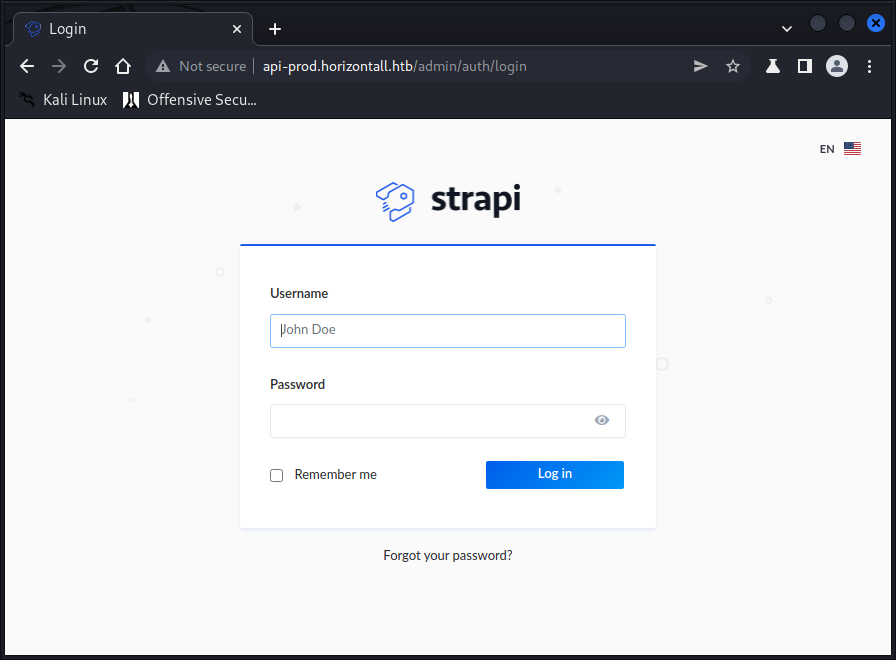 Login
Not secure api-prod.horizontall.htb/admin/auth/login
Kali Linux Offensive Secu...
EN
strapi
Username
John Doe
Password
Remember me Log in
Forgot your password?